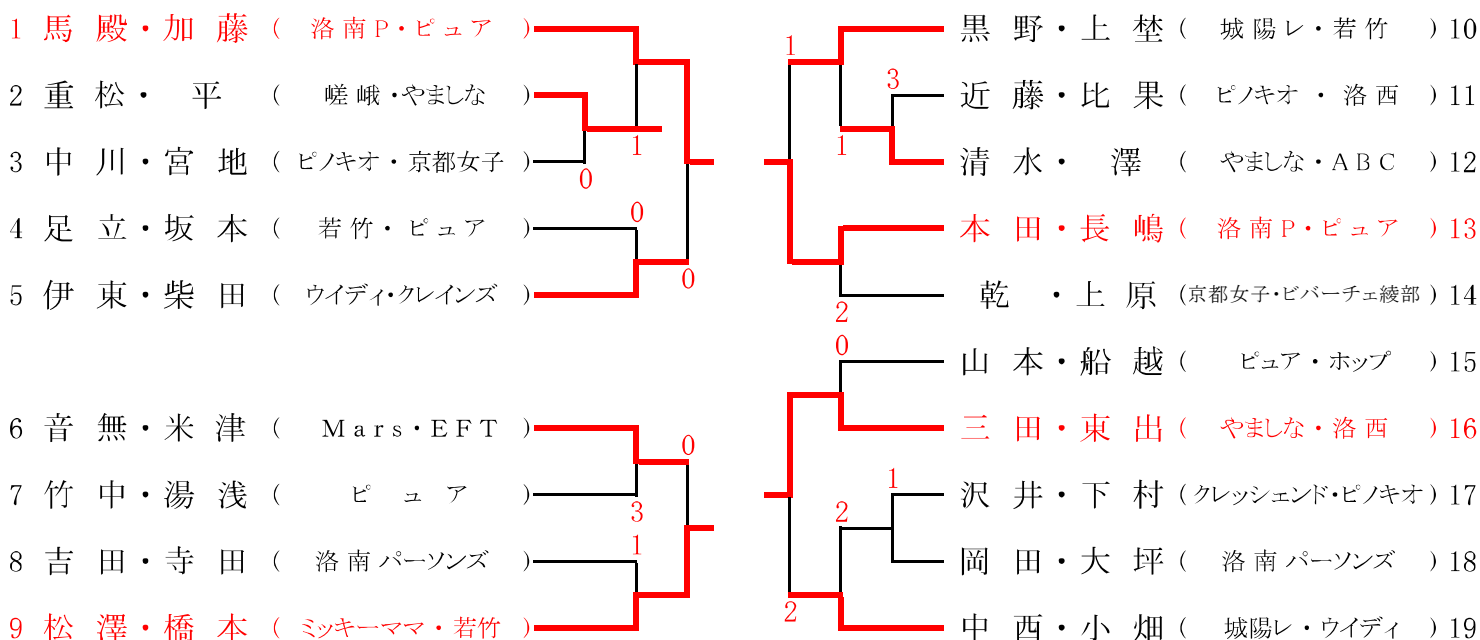 1 馬殿・加藤 ( 洛南P・ピュア )
2 重松・平 ( 嵯峨・やましな )
3 中川・宮地 ( ピノキオ・京都女子 )
4 足立・坂本 ( 若竹・ピュア )
5 伊東・柴田 ( ウイディ・クレインズ )
6 音無・米津 ( Mars・EFT )
7 竹中・湯浅 ( ピュア )
8 吉田・寺田 ( 洛南パーソンズ )
9 松澤・橋本 ( ミッキーママ・若竹 )
1
0
0
0
0
3
1
黒野・上埜 ( 城陽レ・若竹 ) 10
近藤・比果 ( ピノキオ・洛西 ) 11
清水・澤 ( やましな・ABC ) 12
本田・長嶋 ( 洛南P・ピュア ) 13
乾・上原 (京都女子・ビバーチェ綾部 ) 14
山本・船越 ( ピュア・ホップ ) 15
三田・東出 ( やましな・洛西 ) 16
沢井・下村 (クレッシェンド・ピノキオ) 17
岡田・大坪 ( 洛南パーソンズ ) 18
中西・小畑 ( 城陽レ・ウイディ ) 19
1
3
1
2
0
1
2
2